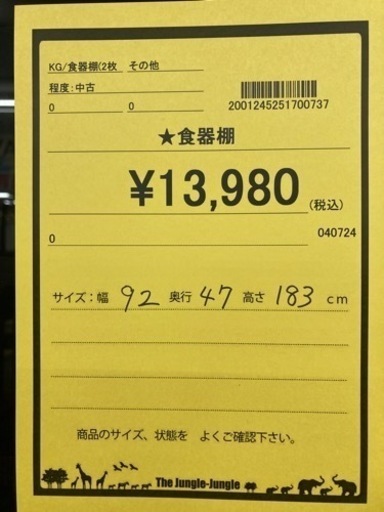 KG/食器棚(2枚 その他
程度:中古
0 0
2001245251700737
★食器棚
¥13,980 (税込)
0 040724
サイズ:幅 92 奥行 47 高さ 183 cm
商品のサイズ、状態を よくご確認下さい。
The Jungle-Jungle